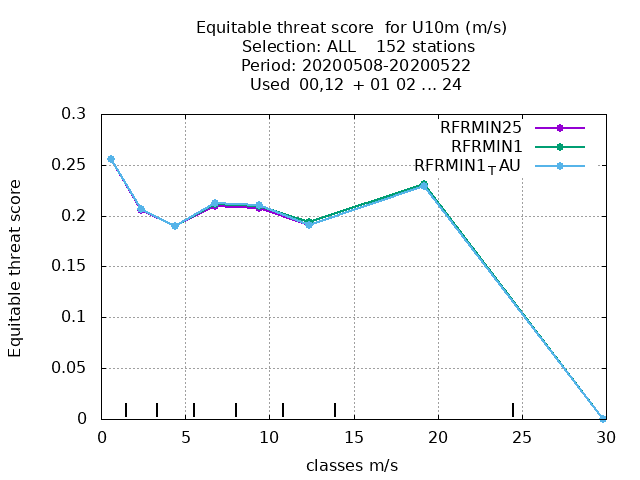 Equitable threat score  for U10m (m/s)
Selection: ALL    152 stations
Period: 20200508-20200522
Used  00,12  + 01 02 ... 24
RFRMIN25
RFRMIN1
RFRMIN1TAU
Equitable threat score
0.3
0.25
0.2
0.15
0.1
0.05
0
0 5 10 15 20 25 30
classes m/s